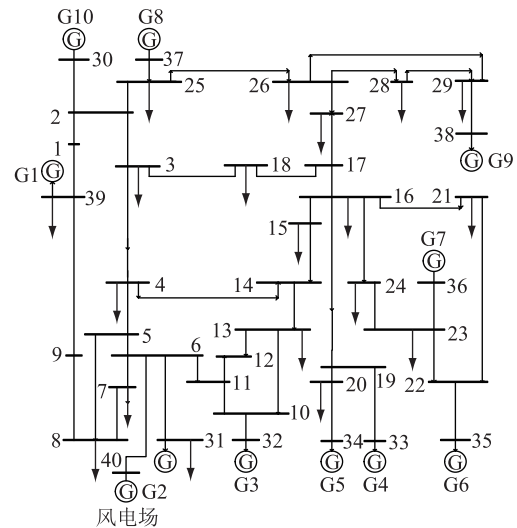 G10 G8
G G
30 37
25 26 28 29
2 27
38
1
G G9
G1 G
3 18 17
39 16 21
15 G7
G
4 14 24 36
5 13 23
6 12
9 19
7 11 20 22
10
8 31 32 34 33 35
40
G G G G G
G G2 G3 G5 G4 G6
风电场